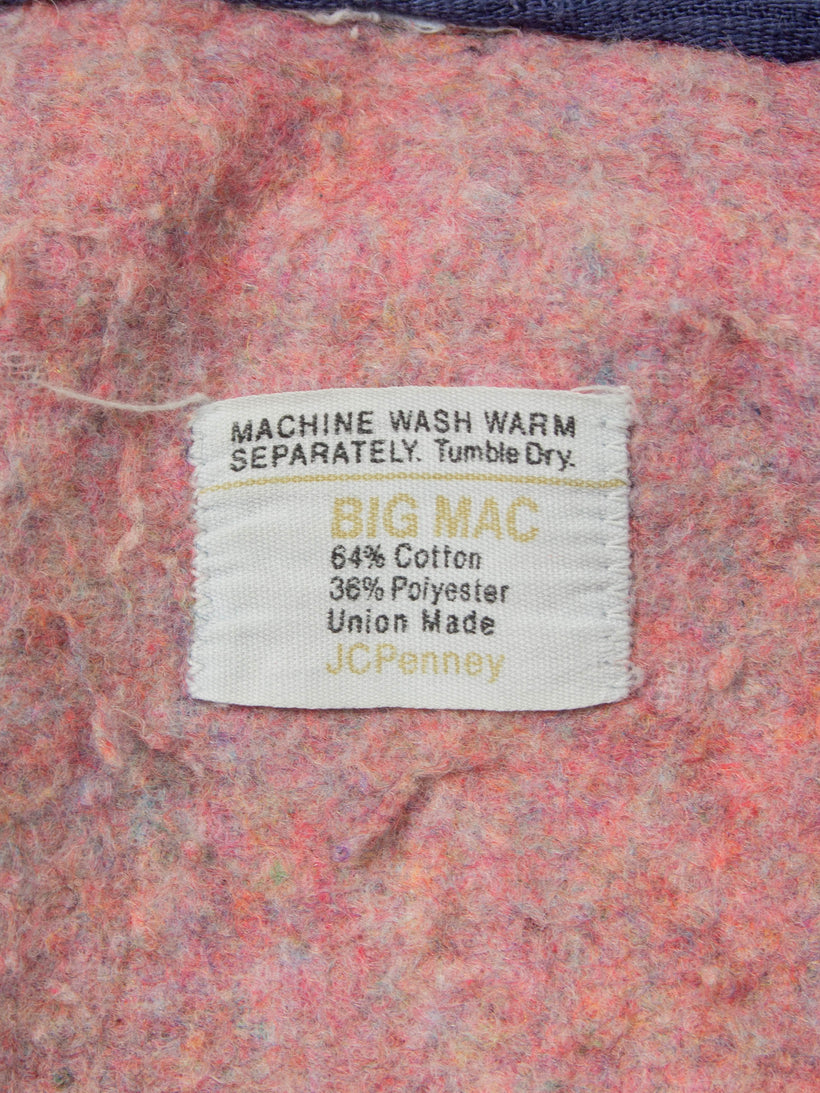 MACHINE WASH WARM
SEPARATELY. Tumble Dry.
BIG MAC
64% Cotton
36% Polyester
Union Made
JCPenney